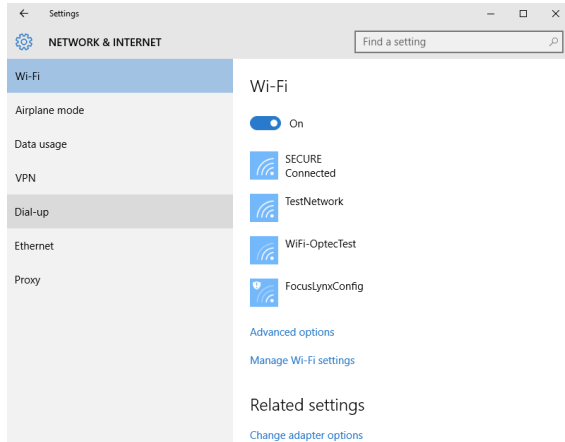 Settings
NETWORK & INTERNET
Find a setting
Wi-Fi
Airplane mode
Data usage
VPN
Dial-up
Ethernet
Proxy
Wi-Fi
On
SECURE
Connected
TestNetwork
WiFi-OptecTest
FocusLynxConfig
Advanced options
Manage Wi-Fi settings
Related settings
Change adapter options